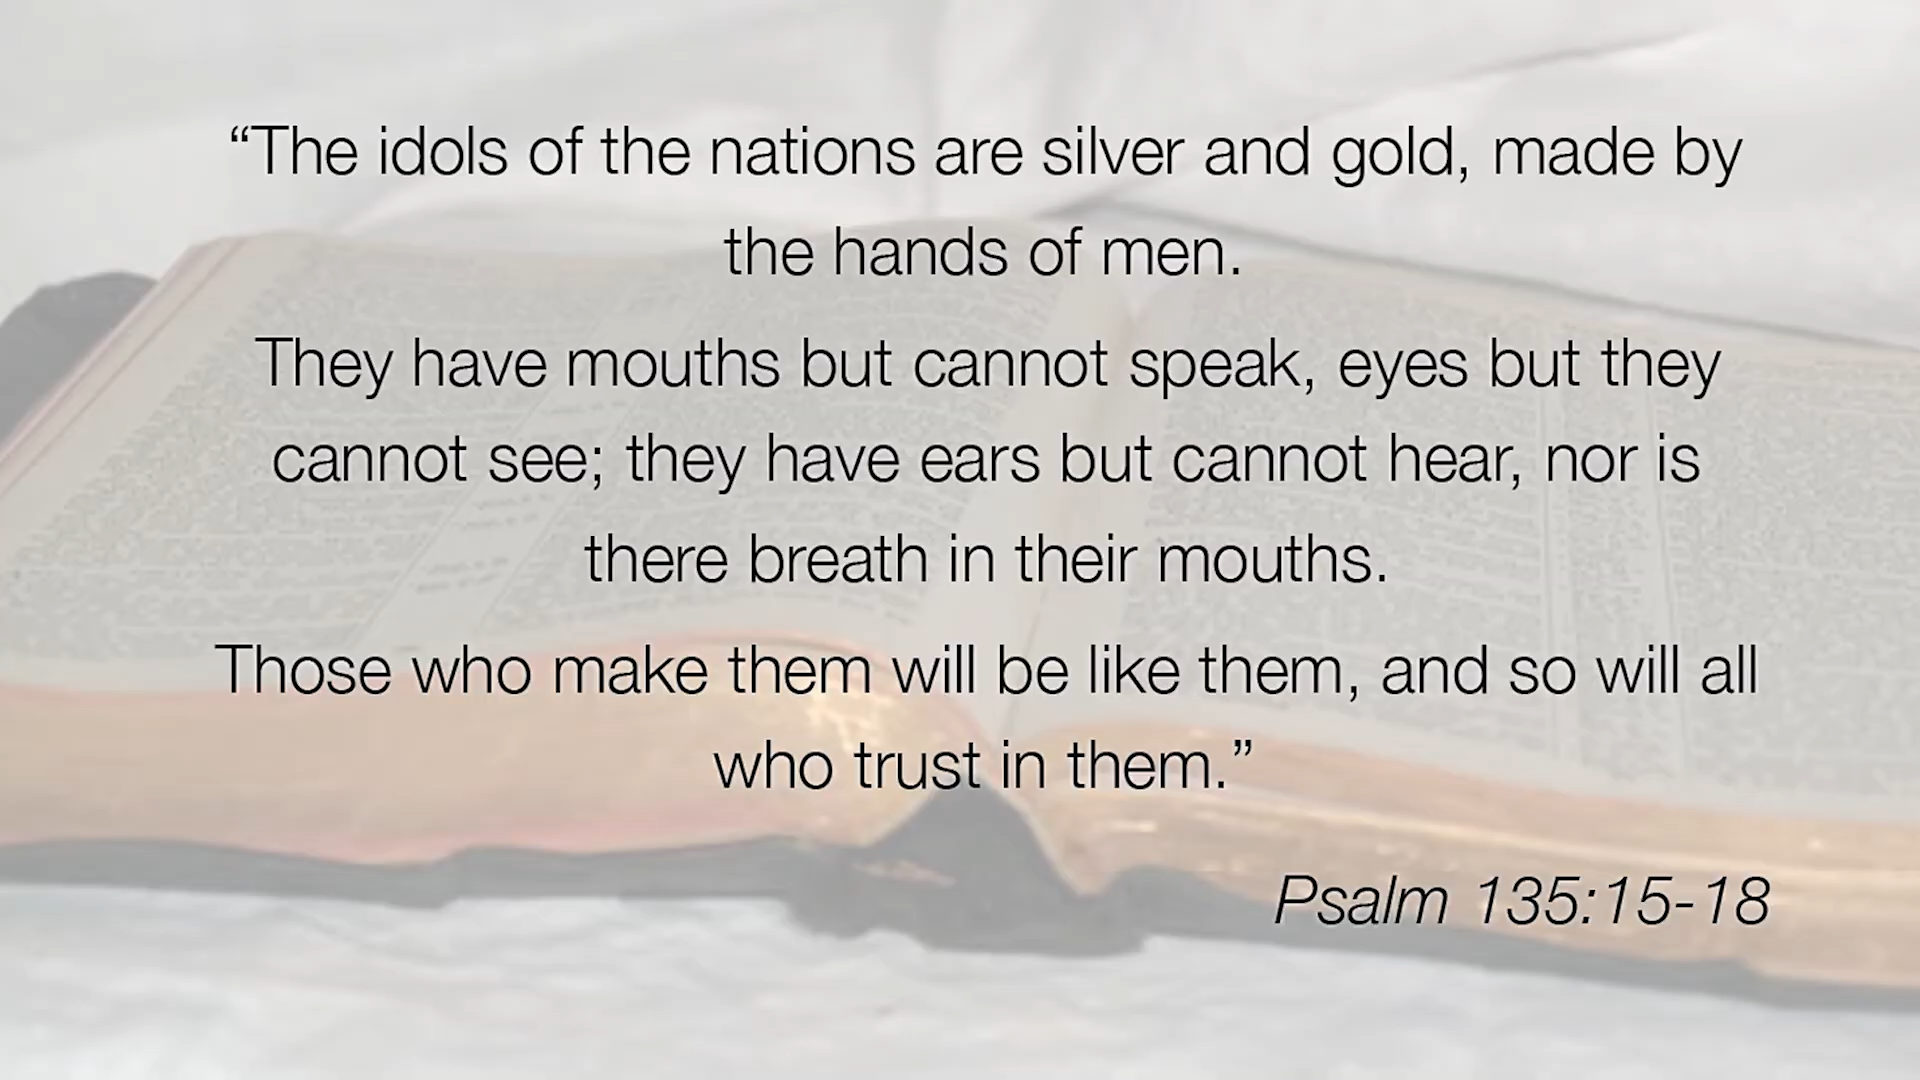 “The idols of the nations are silver and gold, made by
the hands of men.
They have mouths but cannot speak, eyes but they
cannot see; they have ears but cannot hear, nor is
there breath in their mouths.
Those who make them will be like them, and so will all
who trust in them.”
Psalm 135:15-18